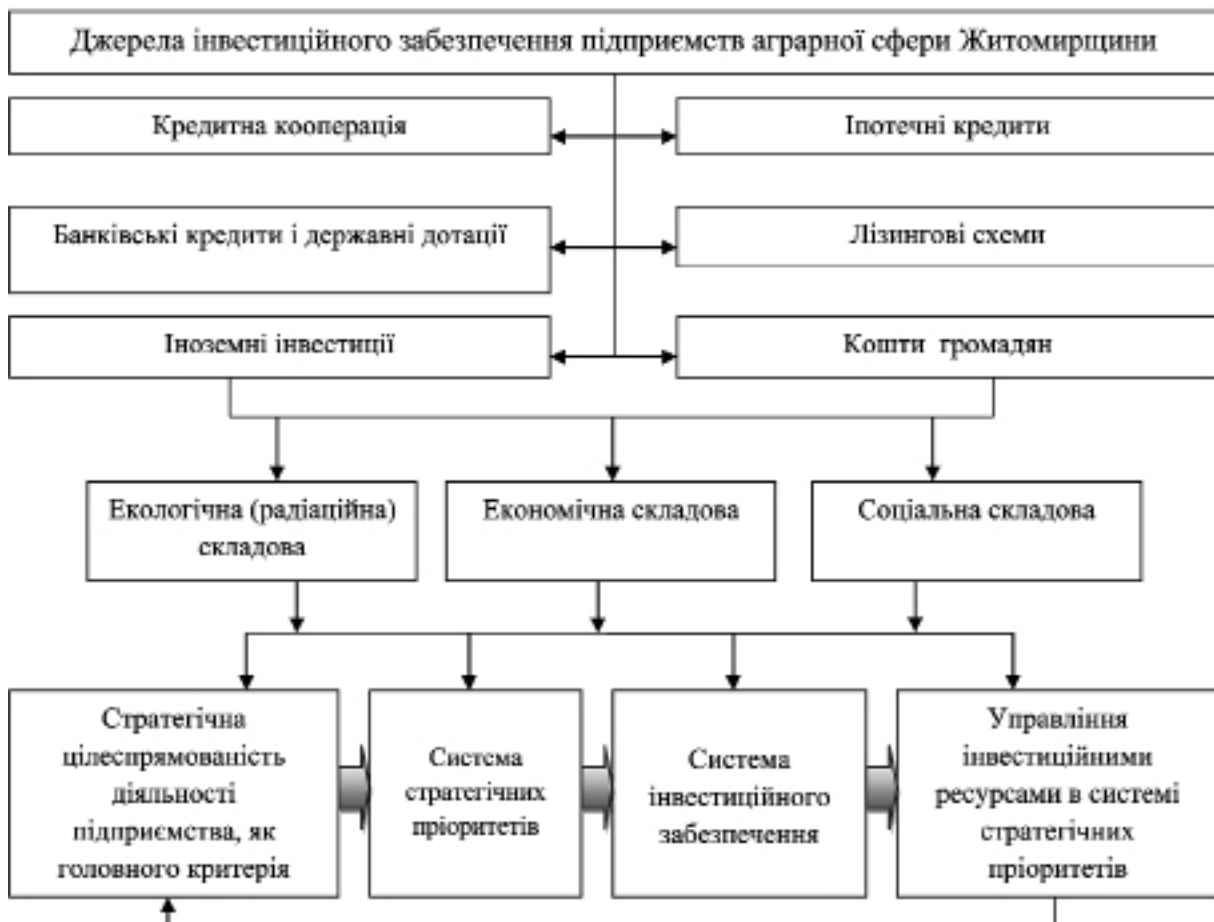 Джерела інвестиційного забезпечення підприємств аграрної сфери Житомирщини
Кредитна кооперація
Іпотечні кредити
Банківські кредити і державні дотації
Лізингові схеми
Іноземні інвестиції
Кошти громадян
Екологічна (радіаційна)
складова
Економічна складова
Соціальна складова
Стратегічна
цілеспрямованість
діяльності
підприємства, як
головного критерія
Система
стратегічних
пріоритетів
Система
інвестиційного
забезпечення
Управління
інвестиційними
ресурсами в системі
стратегічних
пріоритетів